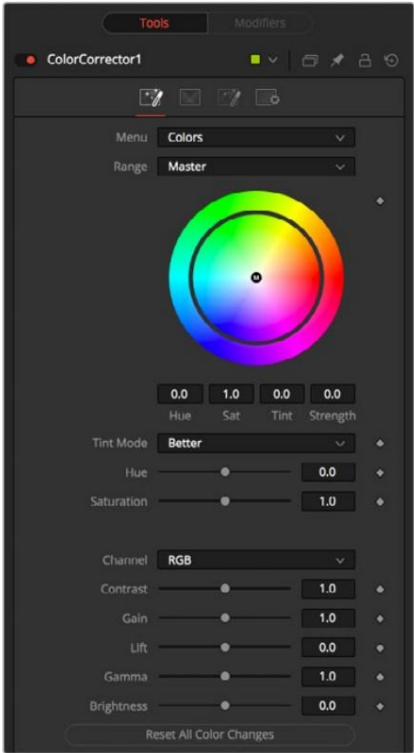 Tools Modifiers
ColorCorrector1
Menu Colors
Range Master
M
0.0 1.0 0.0 0.0
Hue Sat Tint Strength
Tint Mode Better
Hue 0.0
Saturation 1.0
Channel RGB
Contrast 1.0
Gain 1.0
Lift 0.0
Gamma 1.0
Brightness 0.0
Reset All Color Changes